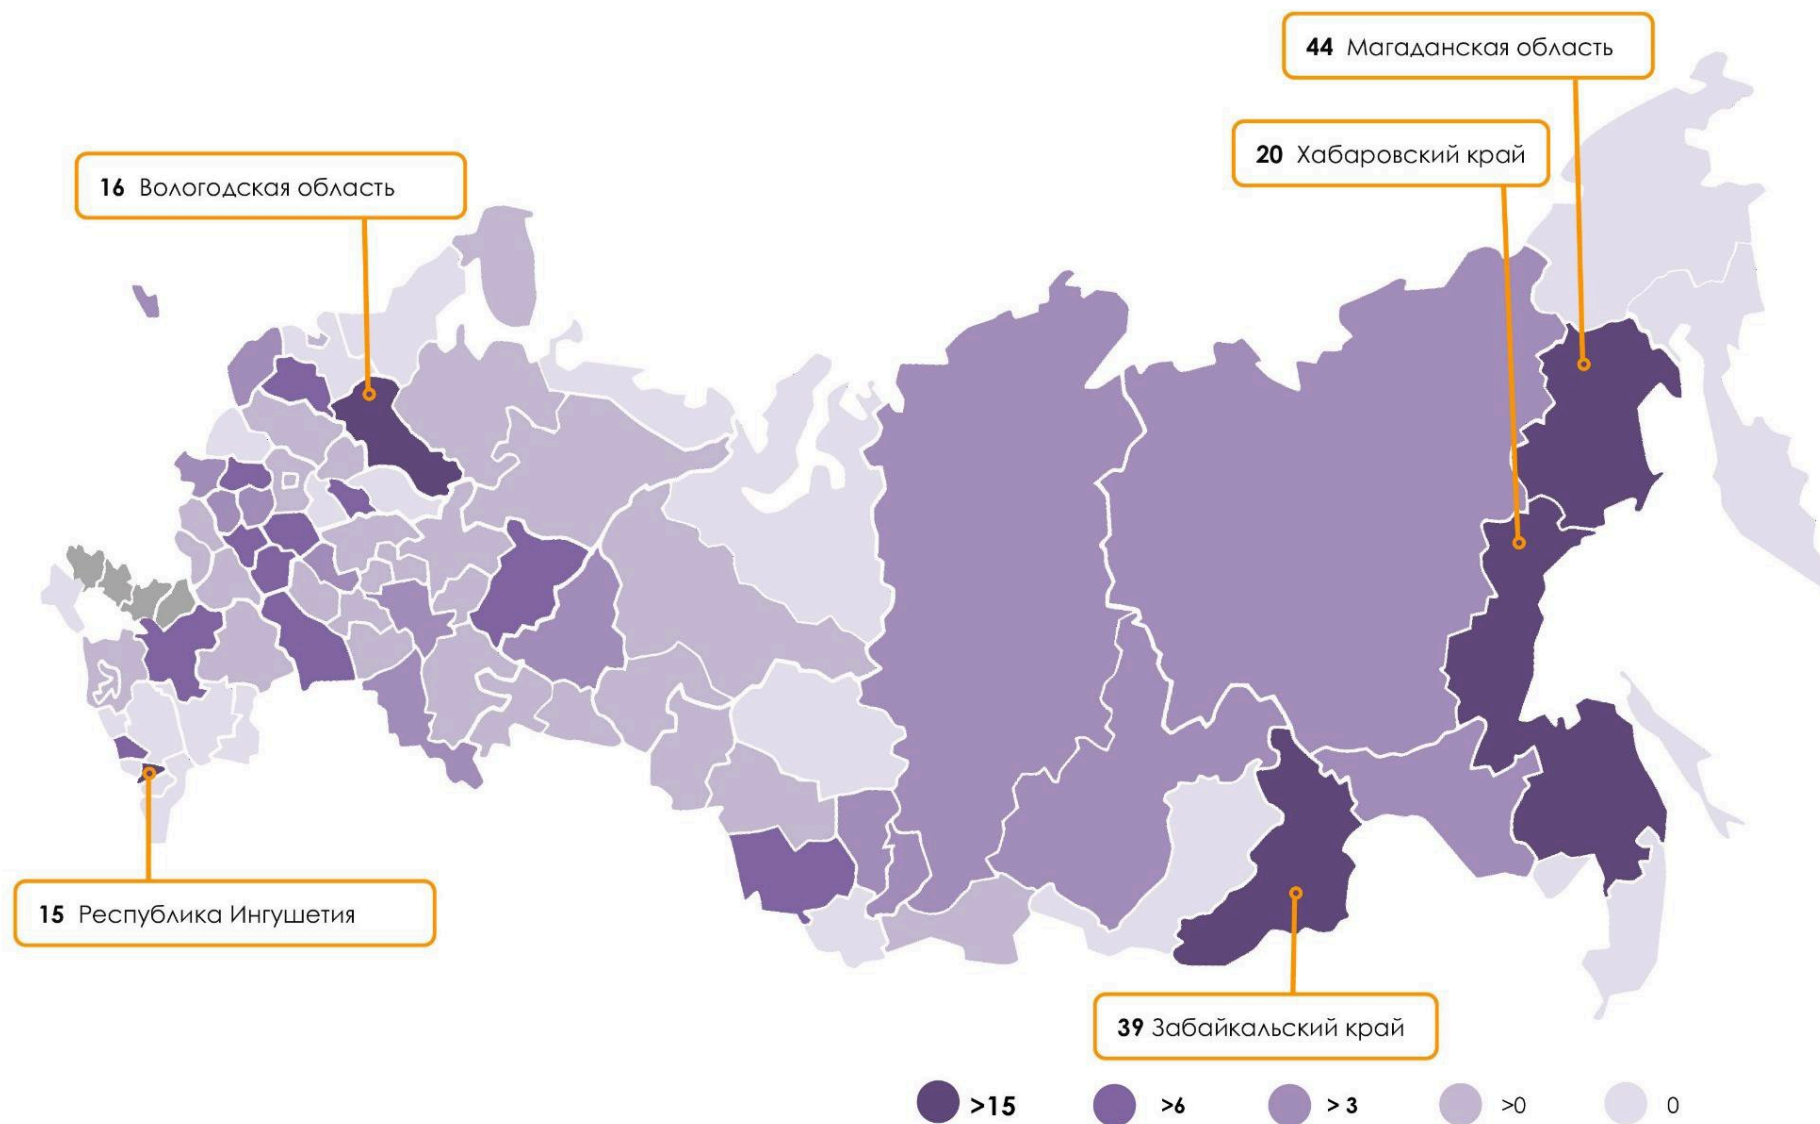 44 Магаданская область
20 Хабаровский край
16 Вологодская область
15 Республика Ингушетия
39 Забайкальский край
>15 >6 > 3 >0 0